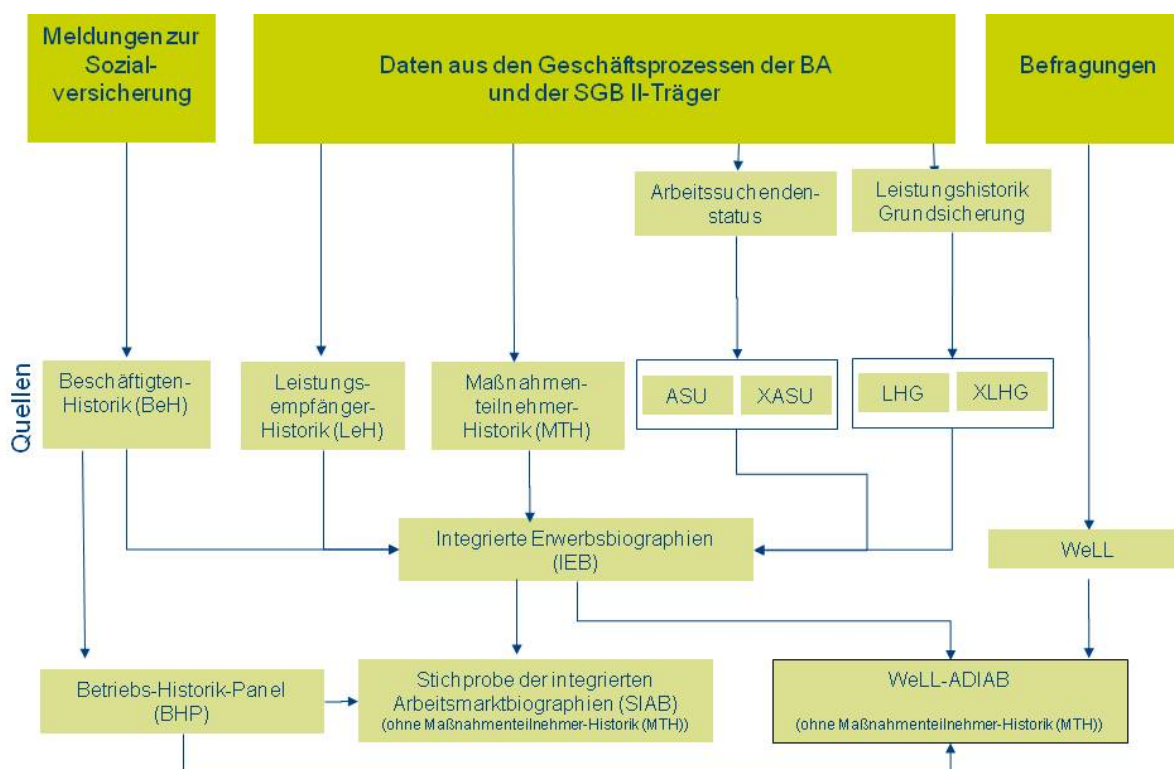 Meldungen zur
Sozial-
versicherung
Daten aus den Geschäftsprozessen der BA
und der SGB II-Träger
Befragungen
Arbeitssuchenden-
status
Leistungshistorik
Grundsicherung
Quellen
Beschäftigten-
Historik (BeH)
Leistungs-
empfänger-
Historik (LeH)
Maßnahmen-
teilnehmer-
Historik (MTH)
ASU
XASU
LHG
XLHG
Integrierte Erwerbsbiographien
(IEB)
WeLL
Betriebs-Historik-Panel
(BHP)
Stichprobe der integrierten
Arbeitsmarktbiographien (SIAB)
(ohne Maßnahmenteilnehmer-Historik (MTH))
WeLL-ADIAB
(ohne Maßnahmenteilnehmer-Historik (MTH))